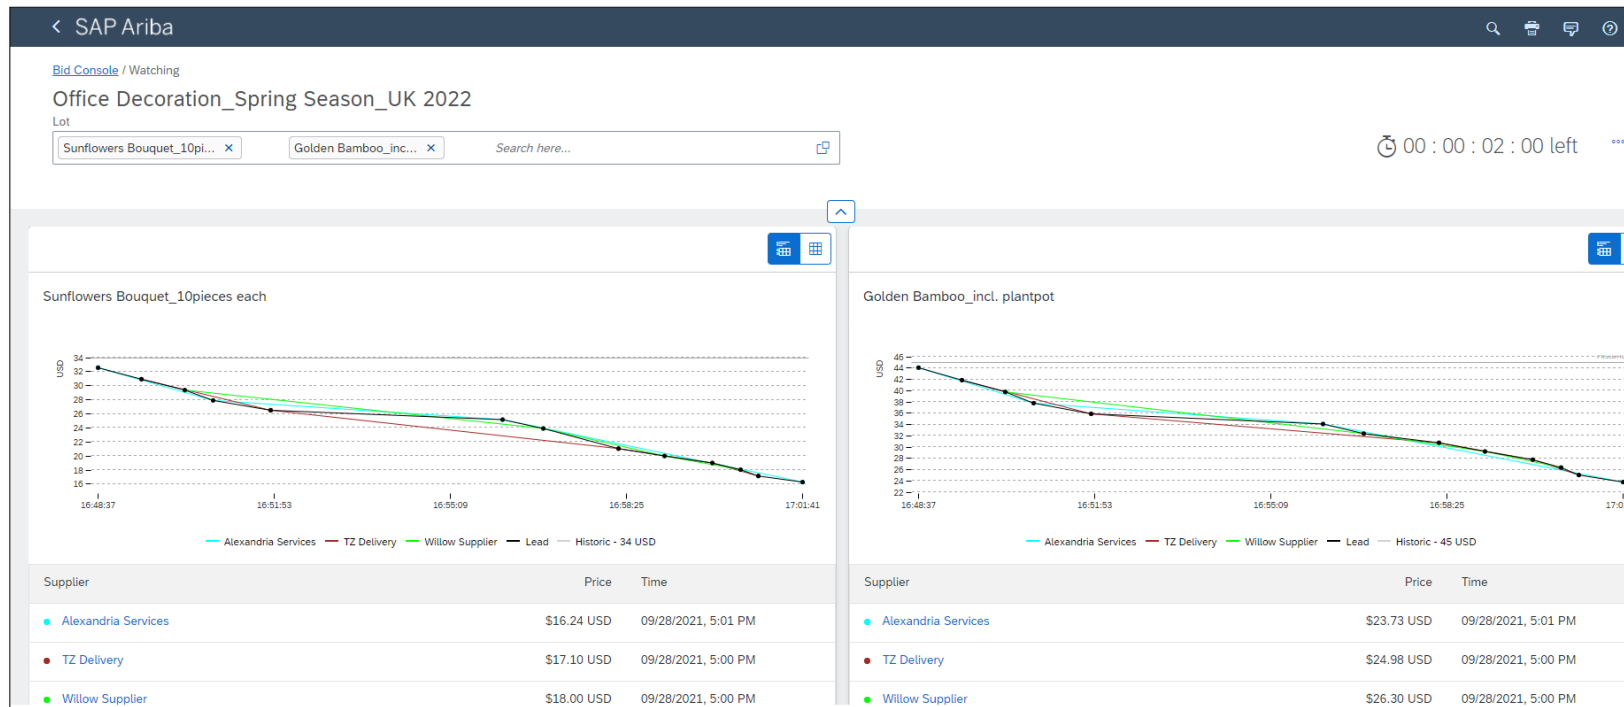 SAP Ariba
Bid Console / Watching
Office Decoration_Spring Season_UK 2022
Lot
Sunflowers Bouquet_10pi... ×
Golden Bamboo_inc... ×
Search here...
00 : 00 : 02 : 00 left
Sunflowers Bouquet_10pieces each
USD
34
32
30
28
26
24
22
20
18
16
16:48:37
16:51:53
16:55:09
16:58:25
17:01:41
Alexandria Services
TZ Delivery
Willow Supplier
Lead
Historic - 34 USD
Supplier Price Time
Alexandria Services $16.24 USD 09/28/2021, 5:01 PM
TZ Delivery $17.10 USD 09/28/2021, 5:00 PM
Willow Supplier $18.00 USD 09/28/2021, 5:00 PM
Golden Bamboo_incl. plantpot
USD
46
44
42
40
38
36
34
32
30
28
26
24
22
16:48:37
16:51:53
16:55:09
16:58:25
17:0
Alexandria Services
TZ Delivery
Willow Supplier
Lead
Historic - 45 USD
Supplier Price Time
Alexandria Services $23.73 USD 09/28/2021, 5:01 PM
TZ Delivery $24.98 USD 09/28/2021, 5:00 PM
Willow Supplier $26.30 USD 09/28/2021, 5:00 PM